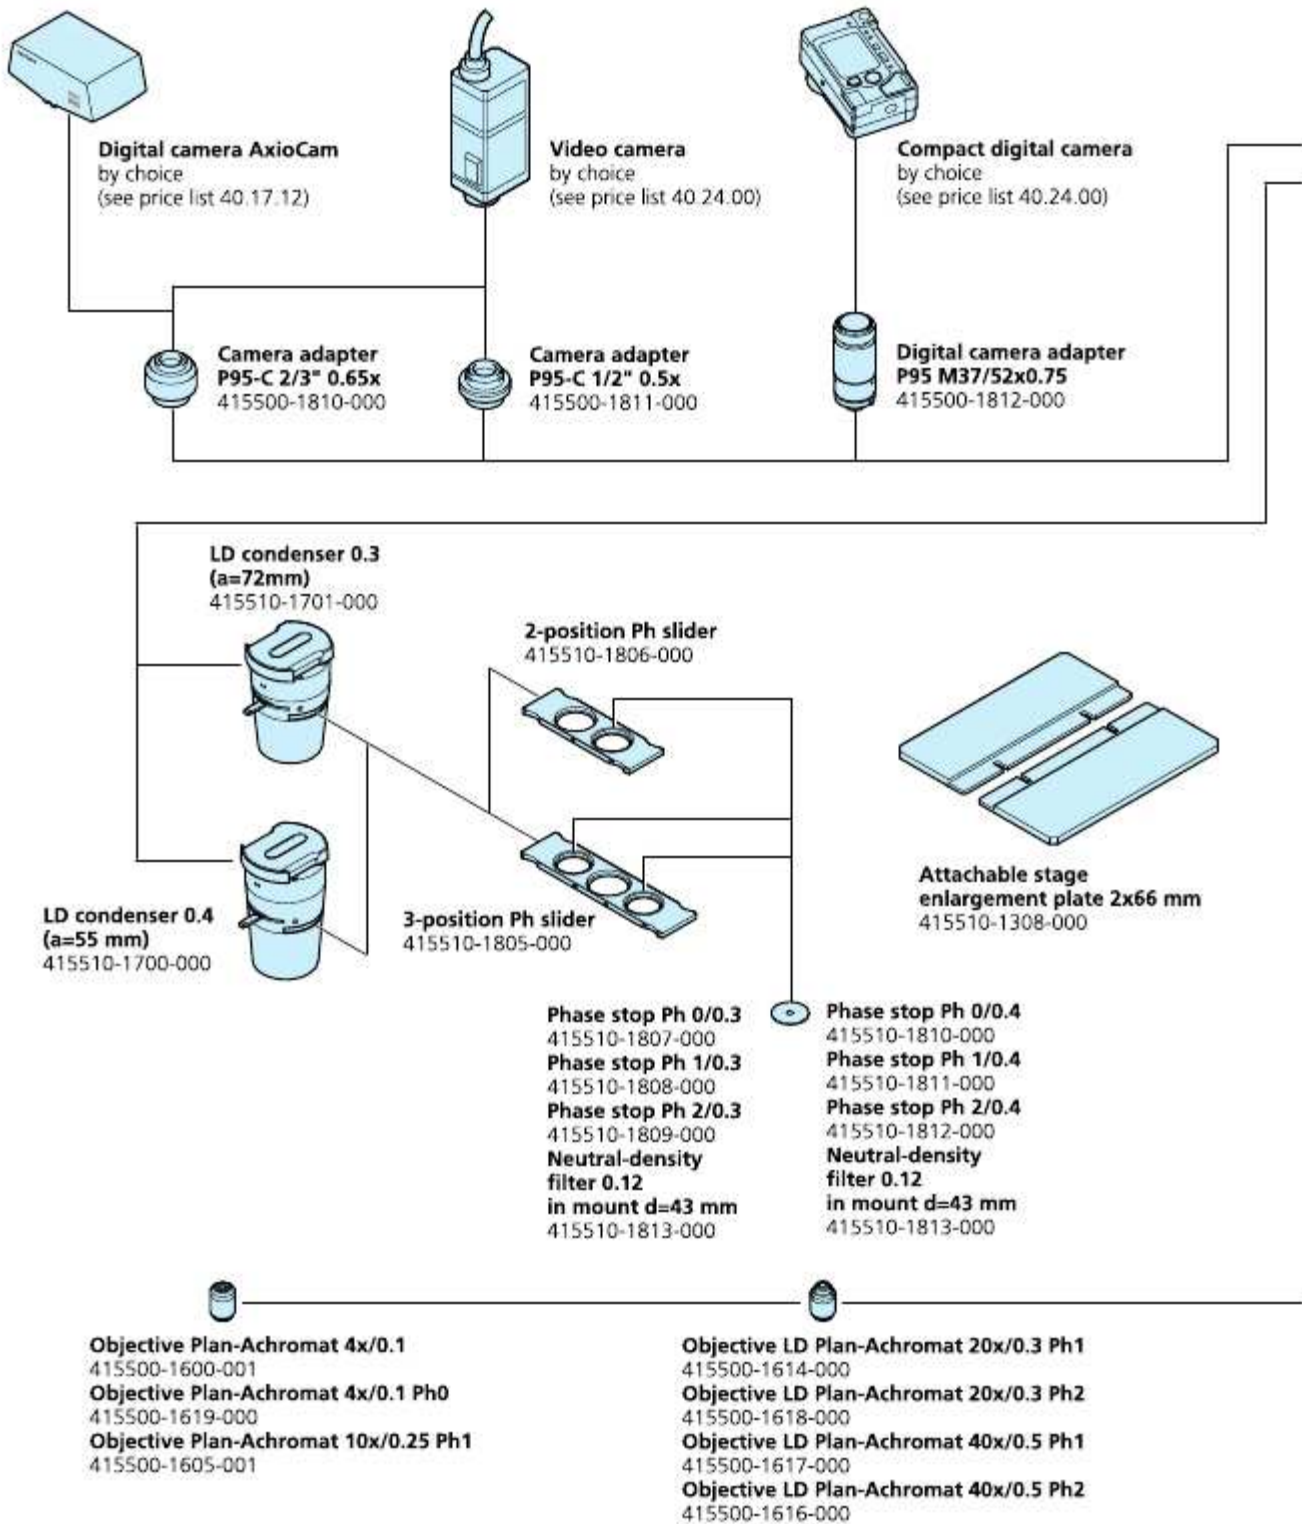 Digital camera AxioCam
by choice
(see price list 40.17.12)
Video camera
by choice
(see price list 40.24.00)
Compact digital camera
by choice
(see price list 40.24.00)
Camera adapter
P95-C 2/3" 0.65x
415500-1810-000
Camera adapter
P95-C 1/2" 0.5x
415500-1811-000
Digital camera adapter
P95 M37/52x0.75
415500-1812-000
LD condenser 0.3
(a=72mm)
415510-1701-000
2-position Ph slider
415510-1806-000
LD condenser 0.4
(a=55 mm)
415510-1700-000
3-position Ph slider
415510-1805-000
Attachable stage
enlargement plate 2x66 mm
415510-1308-000
Phase stop Ph 0/0.3
415510-1807-000
Phase stop Ph 1/0.3
415510-1808-000
Phase stop Ph 2/0.3
415510-1809-000
Neutral-density
filter 0.12
in mount d=43 mm
415510-1813-000
Phase stop Ph 0/0.4
415510-1810-000
Phase stop Ph 1/0.4
415510-1811-000
Phase stop Ph 2/0.4
415510-1812-000
Neutral-density
filter 0.12
in mount d=43 mm
415510-1813-000
Objective Plan-Achromat 4x/0.1
415500-1600-001
Objective Plan-Achromat 4x/0.1 Ph0
415500-1619-000
Objective Plan-Achromat 10x/0.25 Ph1
415500-1605-001
Objective LD Plan-Achromat 20x/0.3 Ph1
415500-1614-000
Objective LD Plan-Achromat 20x/0.3 Ph2
415500-1618-000
Objective LD Plan-Achromat 40x/0.5 Ph1
415500-1617-000
Objective LD Plan-Achromat 40x/0.5 Ph2
415500-1616-000